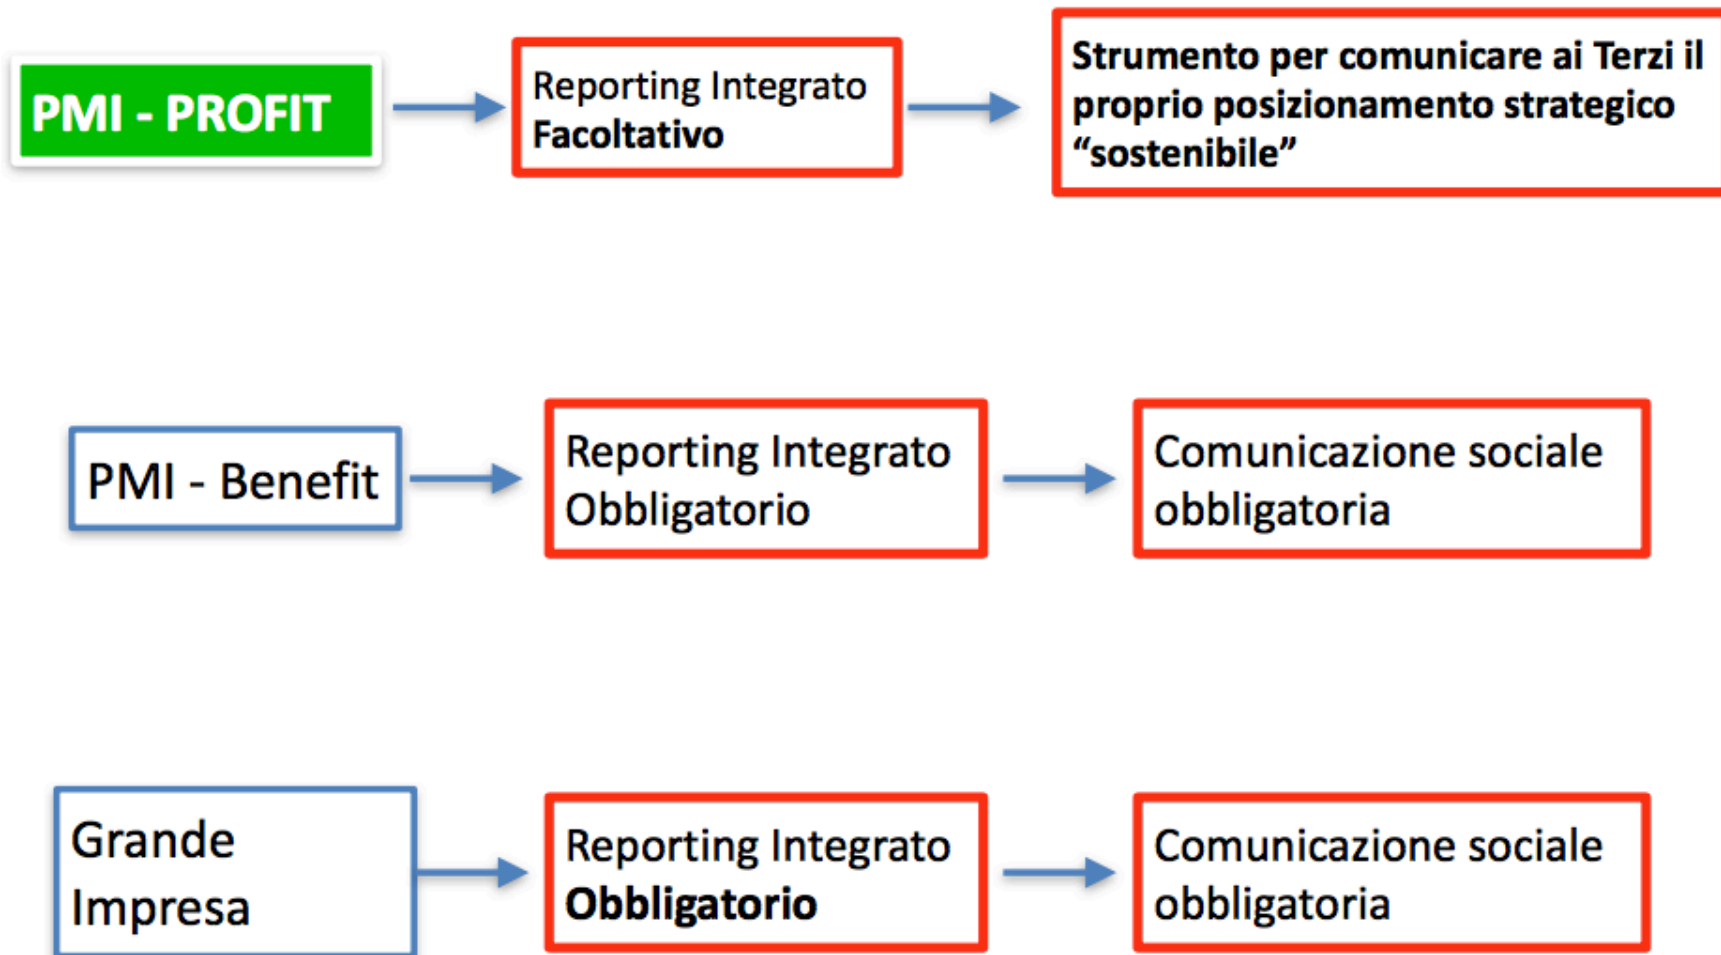 PMI - PROFIT
Reporting Integrato
Facoltativo
Strumento per comunicare ai Terzi il
proprio posizionamento strategico
“sostenibile”
PMI - Benefit
Reporting Integrato
Obbligatorio
Comunicazione sociale
obbligatoria
Grande
Impresa
Reporting Integrato
Obbligatorio
Comunicazione sociale
obbligatoria